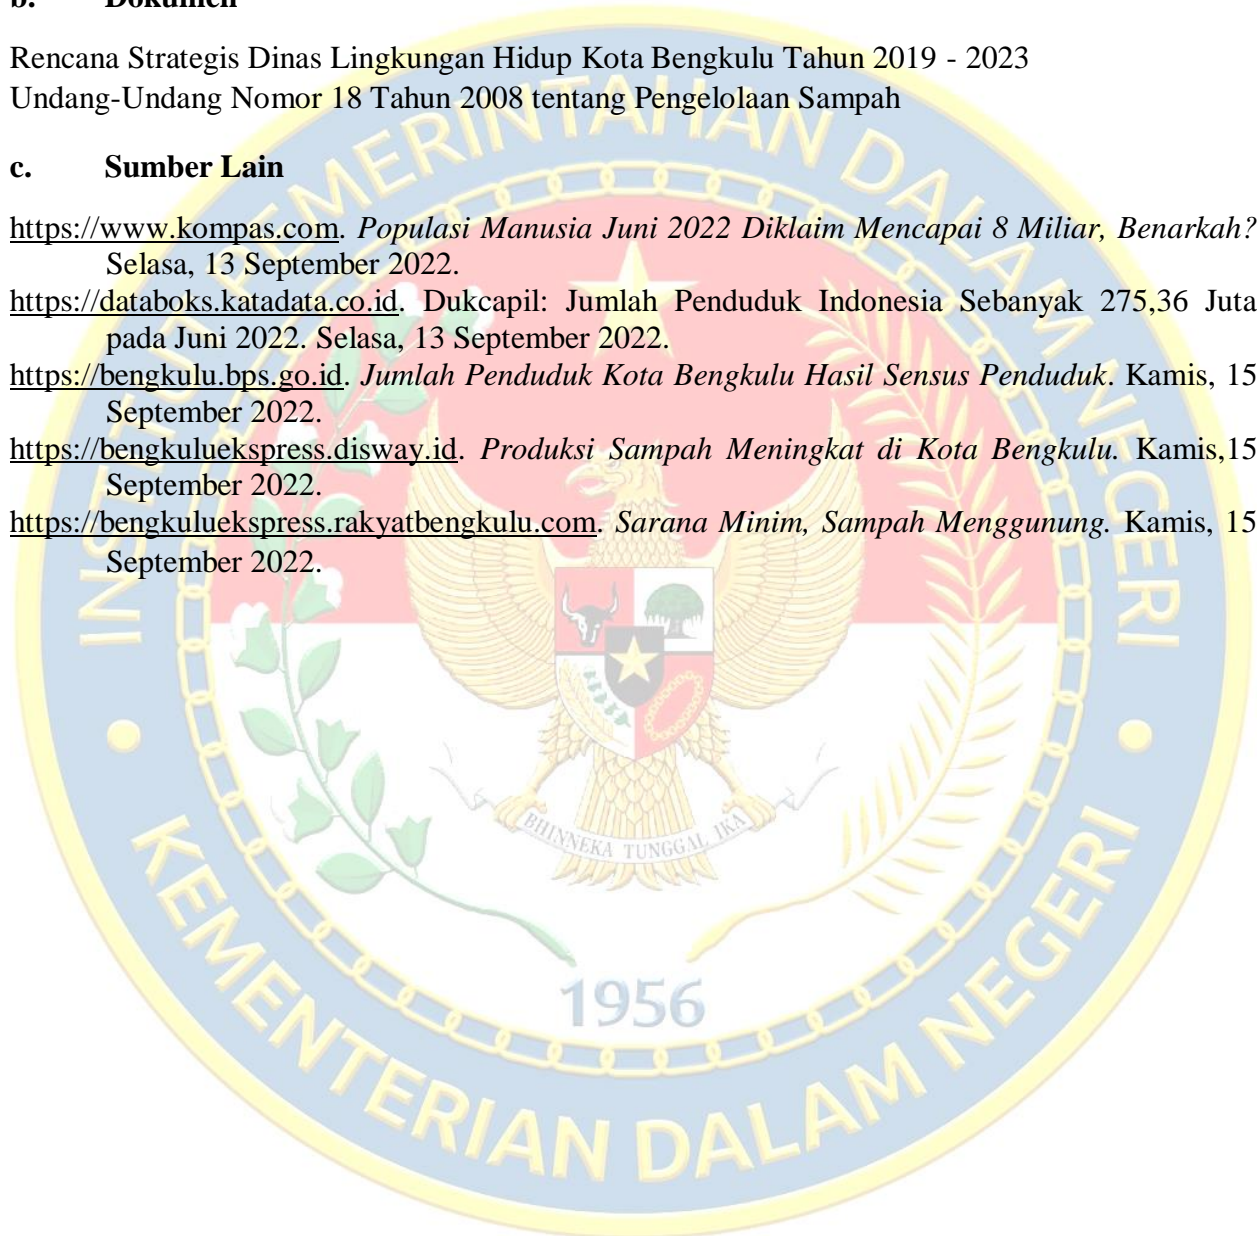 b. Dokumen
Rencana Strategis Dinas Lingkungan Hidup Kota Bengkulu Tahun 2019 - 2023
Undang-Undang Nomor 18 Tahun 2008 tentang Pengelolaan Sampah
c. Sumber Lain
https://www.kompas.com. Populasi Manusia Juni 2022 Diklaim Mencapai 8 Miliar, Benarkah?
Selasa, 13 September 2022.
https://databoks.katadata.co.id. Dukcapil: Jumlah Penduduk Indonesia Sebanyak 275,36 Juta
pada Juni 2022. Selasa, 13 September 2022.
https://bengkulu.bps.go.id. Jumlah Penduduk Kota Bengkulu Hasil Sensus Penduduk. Kamis, 15
September 2022.
https://bengkuluekspress.disway.id. Produksi Sampah Meningkat di Kota Bengkulu. Kamis,15
September 2022.
https://bengkuluekspress.rakyatbengkulu.com. Sarana Minim, Sampah Menggunung. Kamis, 15
September 2022.
INSTITUT PEMERINTAHAN DALAM NEGERI
BHINNEKA TUNGGAL IKA
1956
KEMENTERIAN DALAM NEGERI